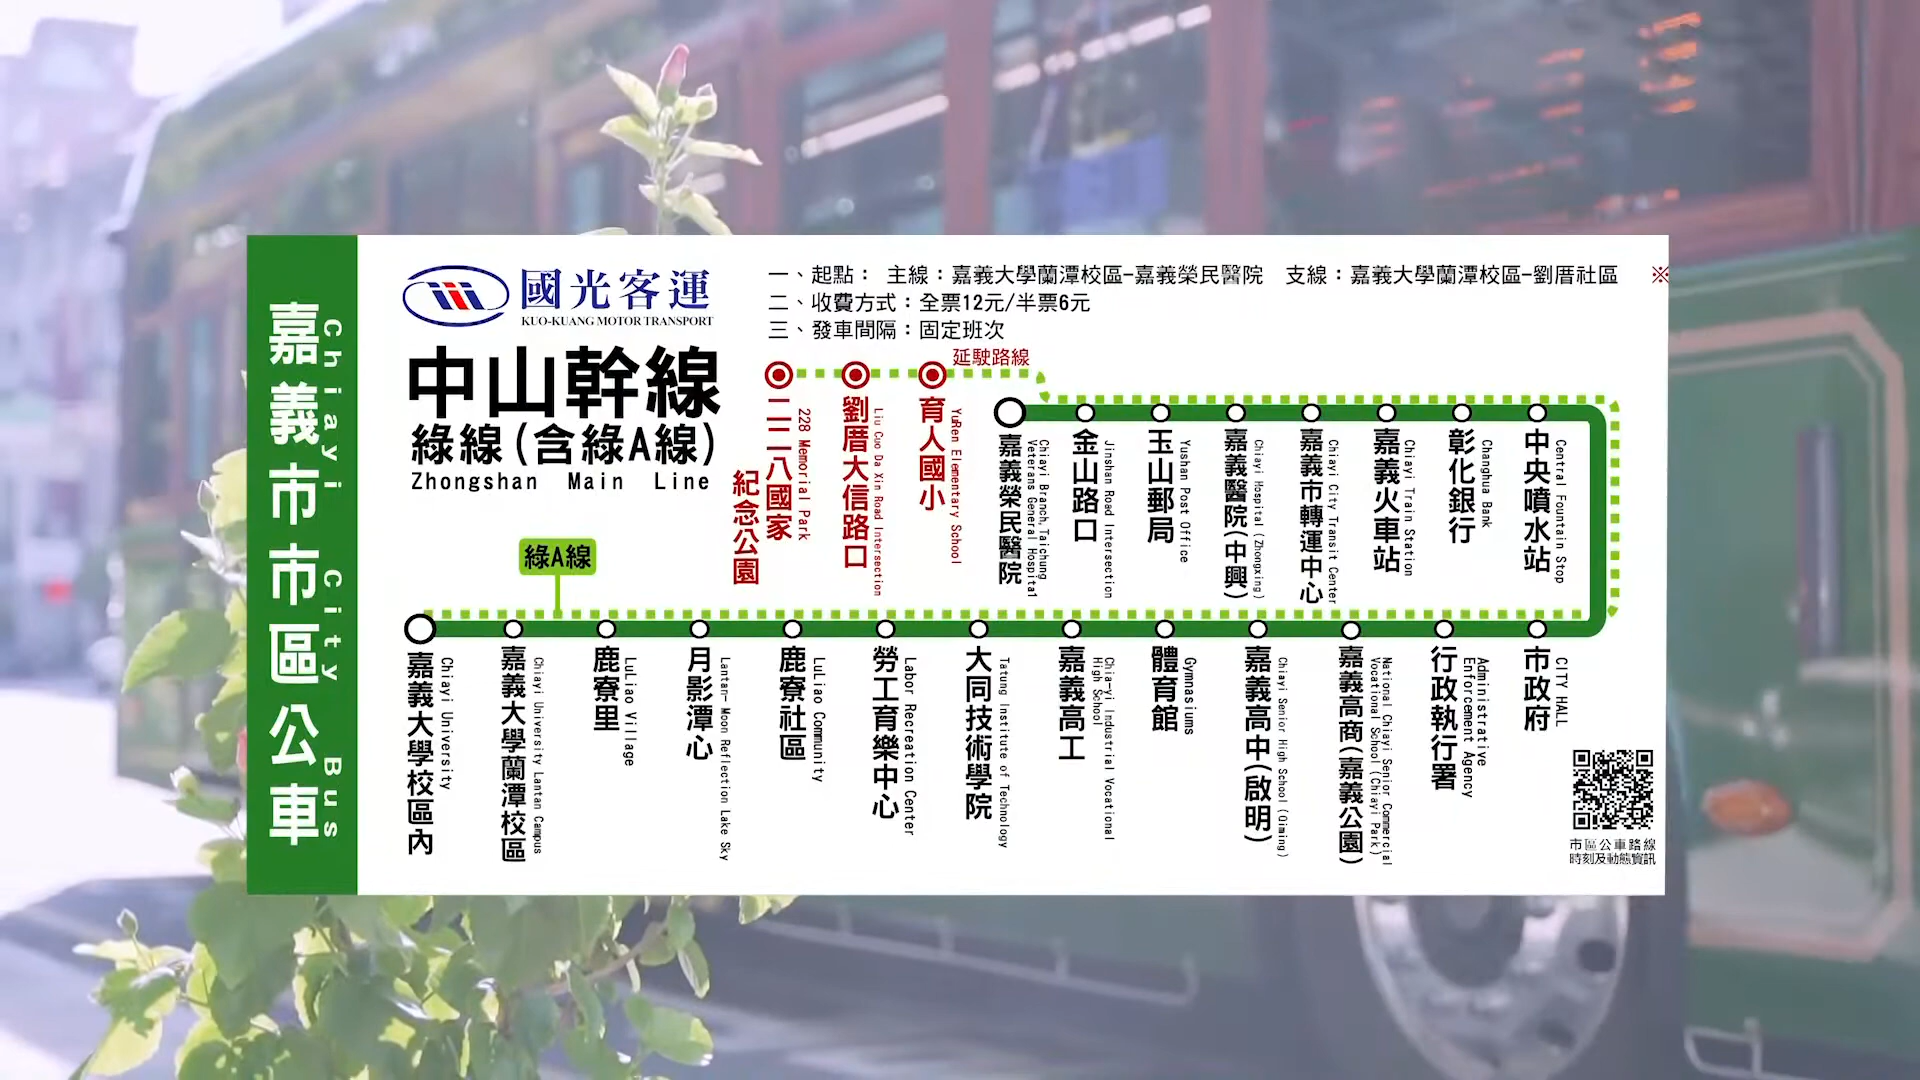 嘉義市市區公車
Chiayi City Bus
國光客運
KUO-KUANG MOTOR TRANSPORT
中山幹線
綠線(含綠A線)
Zhongshan Main Line
一、起點： 主線：嘉義大學蘭潭校區-嘉義榮民醫院 支線：嘉義大學蘭潭校區-劉厝社區 ※
二、收費方式：全票12元/半票6元
三、發車間隔：固定班次
延駛路線
二二八國家
紀念公園
228 Memorial Park
劉厝大信路口
Liu Cuo Da Xin Road Intersection
育人國小
YuRen Elementary School
嘉義榮民醫院
Chiayi Branch,Taichung
Veterans General Hospital
金山路口
Jinshan Road Intersection
玉山郵局
Yushan Post Office
嘉義醫院(中興)
Chiayi Hospital (Zhongxing)
嘉義市轉運中心
Chiayi City Transit Center
嘉義火車站
Chiayi Train Station
彰化銀行
Changhua Bank
中央噴水站
Central Fountain Stop
綠A線
嘉義大學校區內
Chiayi University
嘉義大學蘭潭校區
Chiayi University Lantan Campus
鹿寮里
LuLiao Village
月影潭心
Lantan- Moon Reflection Lake Sky
鹿寮社區
LuLiao Community
勞工育樂中心
Labor Recreation Center
大同技術學院
Tatung Institute of Technology
嘉義高工
Chia-yi Industrial Vocational
High School
體育館
Gymnasiums
嘉義高中(啟明)
Chiayi Senior High School (Qiming)
嘉義高商(嘉義公園)
National Chiayi Senior Commercial
Vocational School (Chiayi Park)
行政執行署
Administrative
Enforcement Agency
市政府
CITY HALL
市區公車路線
時刻及動態資訊